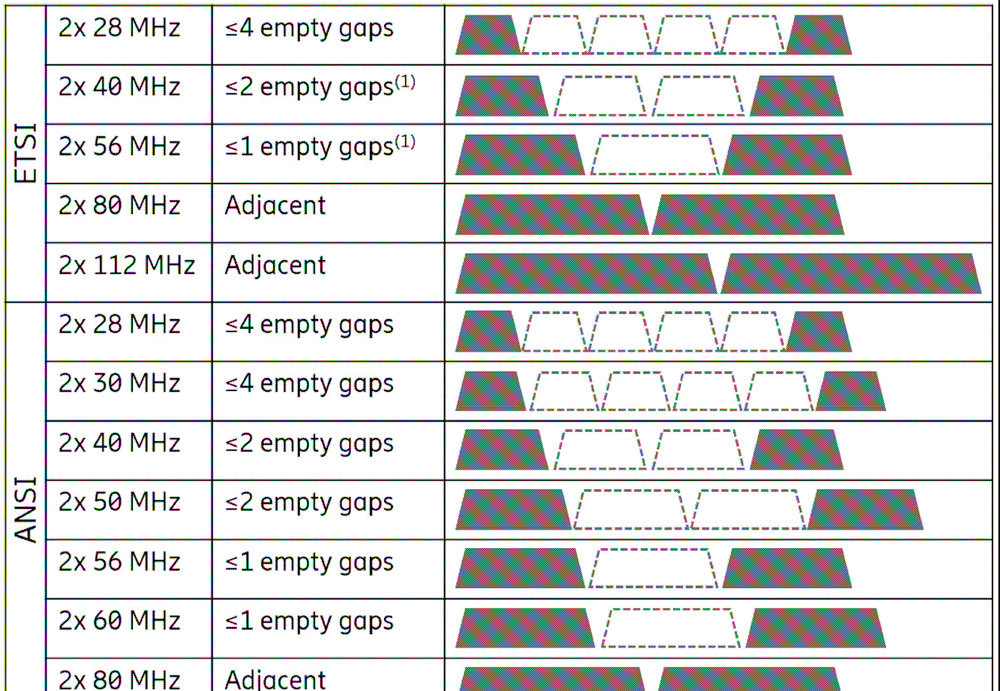 ETSI
2x 28 MHz ≤4 empty gaps
2x 40 MHz ≤2 empty gaps(1)
2x 56 MHz ≤1 empty gaps(1)
2x 80 MHz Adjacent
2x 112 MHz Adjacent
ANSI
2x 28 MHz ≤4 empty gaps
2x 30 MHz ≤4 empty gaps
2x 40 MHz ≤2 empty gaps
2x 50 MHz ≤2 empty gaps
2x 56 MHz ≤1 empty gaps
2x 60 MHz ≤1 empty gaps
2x 80 MHz Adjacent